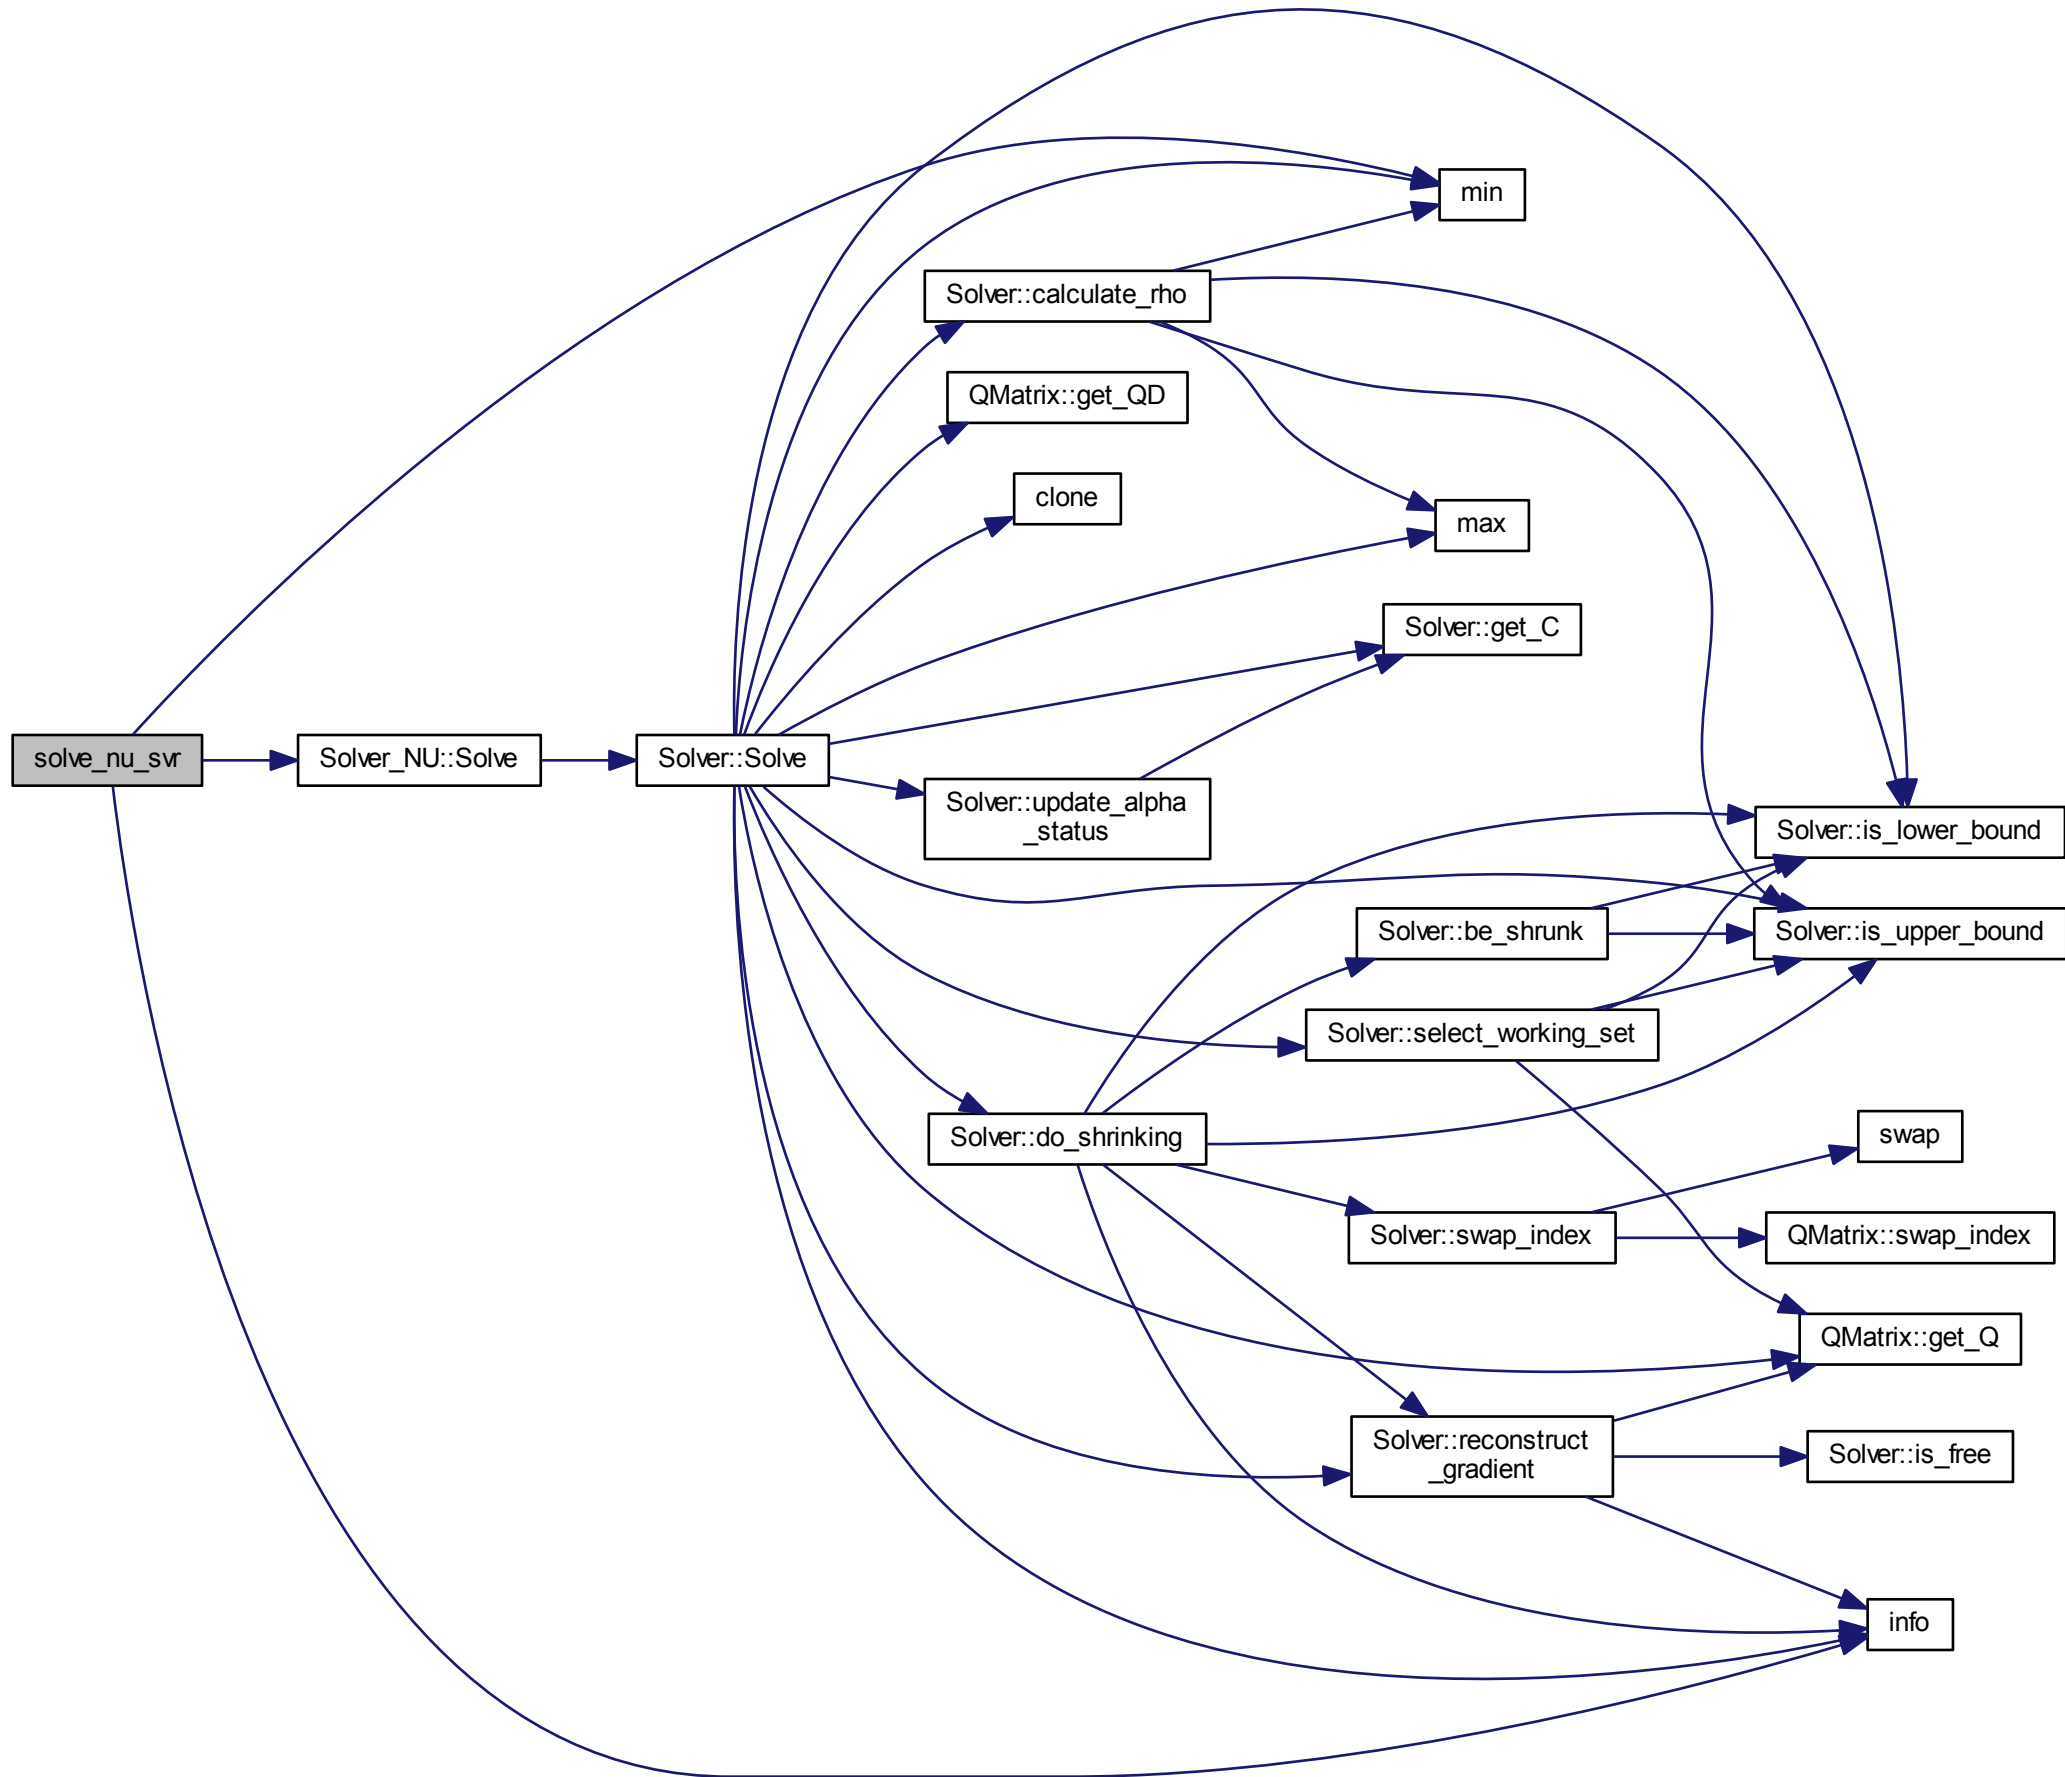 min
Solver::calculate_rho
QMatrix::get_QD
clone
max
Solver::get_C
solve_nu_svr
Solver_NU::Solve
Solver::Solve
Solver::update_alpha
_status
Solver::is_lower_bound
Solver::be_shrunk
Solver::is_upper_bound
Solver::select_working_set
Solver::do_shrinking
swap
Solver::swap_index
QMatrix::swap_index
QMatrix::get_Q
Solver::reconstruct
_gradient
Solver::is_free
info